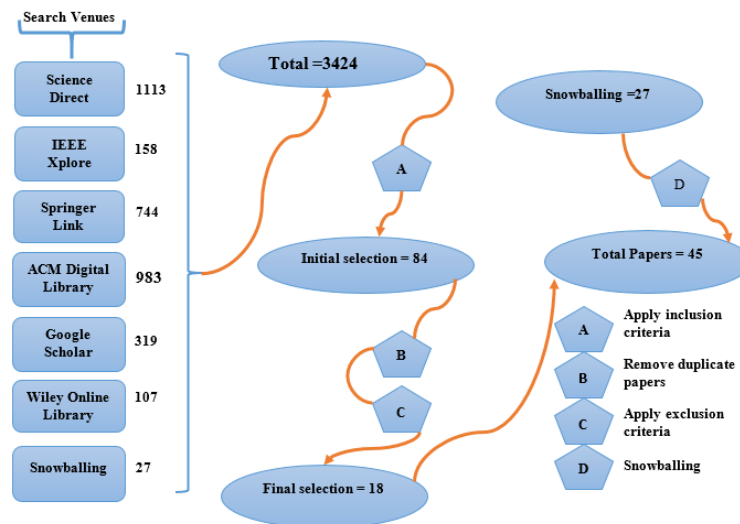 Search Venues
Science
Direct
1113
IEEE
Xplore
158
Springer
Link
744
ACM Digital
Library
983
Google
Scholar
319
Wiley Online
Library
107
Snowballing
27
Total =3424
A
Initial selection = 84
B
C
Final selection = 18
Snowballing =27
D
Total Papers = 45
A
Apply inclusion
criteria
B
Remove duplicate
papers
C
Apply exclusion
criteria
D
Snowballing